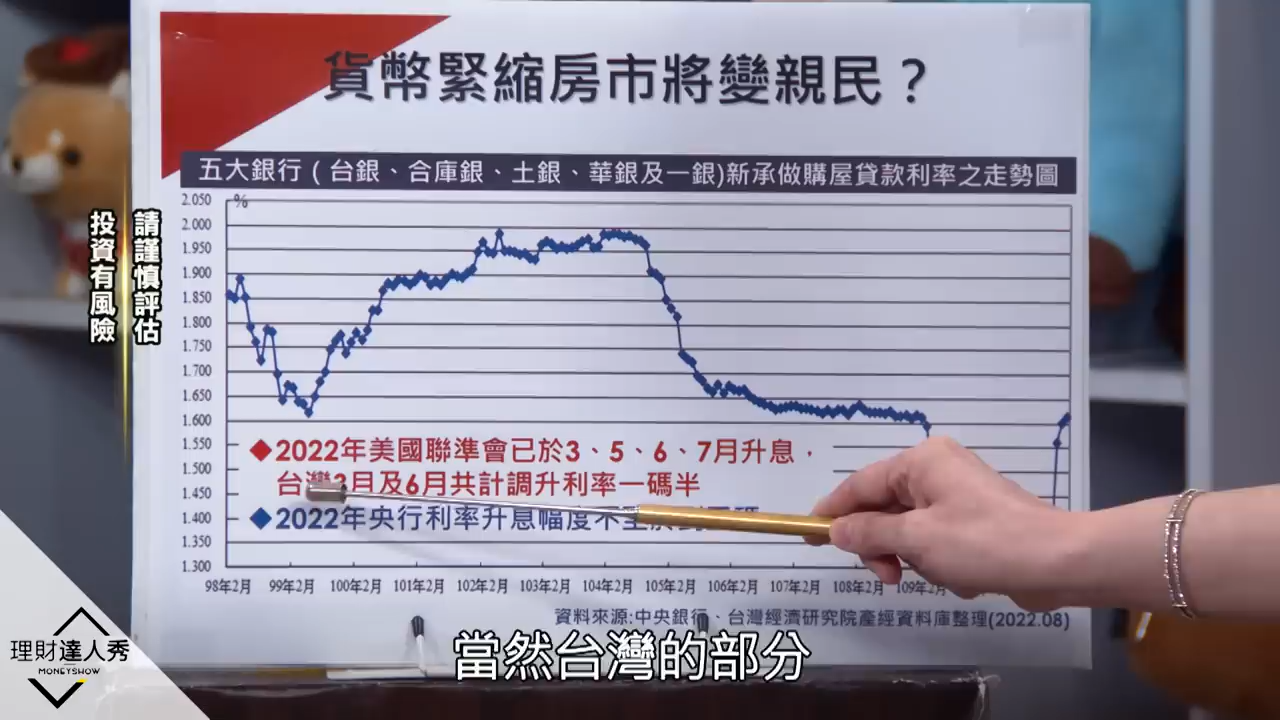 貨幣緊縮房市將變親民？
五大銀行(台銀、合庫銀、土銀、華銀及一銀)新承做購屋貸款利率之走勢圖
%
2.050
2.000
1.950
1.900
1.850
1.800
1.750
1.700
1.650
1.600
1.550
1.500
1.450
1.400
1.350
1.300
◆2022年美國聯準會已於3、5、6、7月升息，
台灣3月及6月共計調升利率一碼半
◆2022年央行利率升息幅度不至於
98年2月 99年2月 100年2月 101年2月 102年2月 103年2月 104年2月 105年2月 106年2月 107年2月 108年2月 109年2月
資料來源:中央銀行、台灣經濟研究院產經資料庫整理(2022.08)
請謹慎評估
投資有風險
理財達人秀
MONEYSHOW
當然台灣的部分